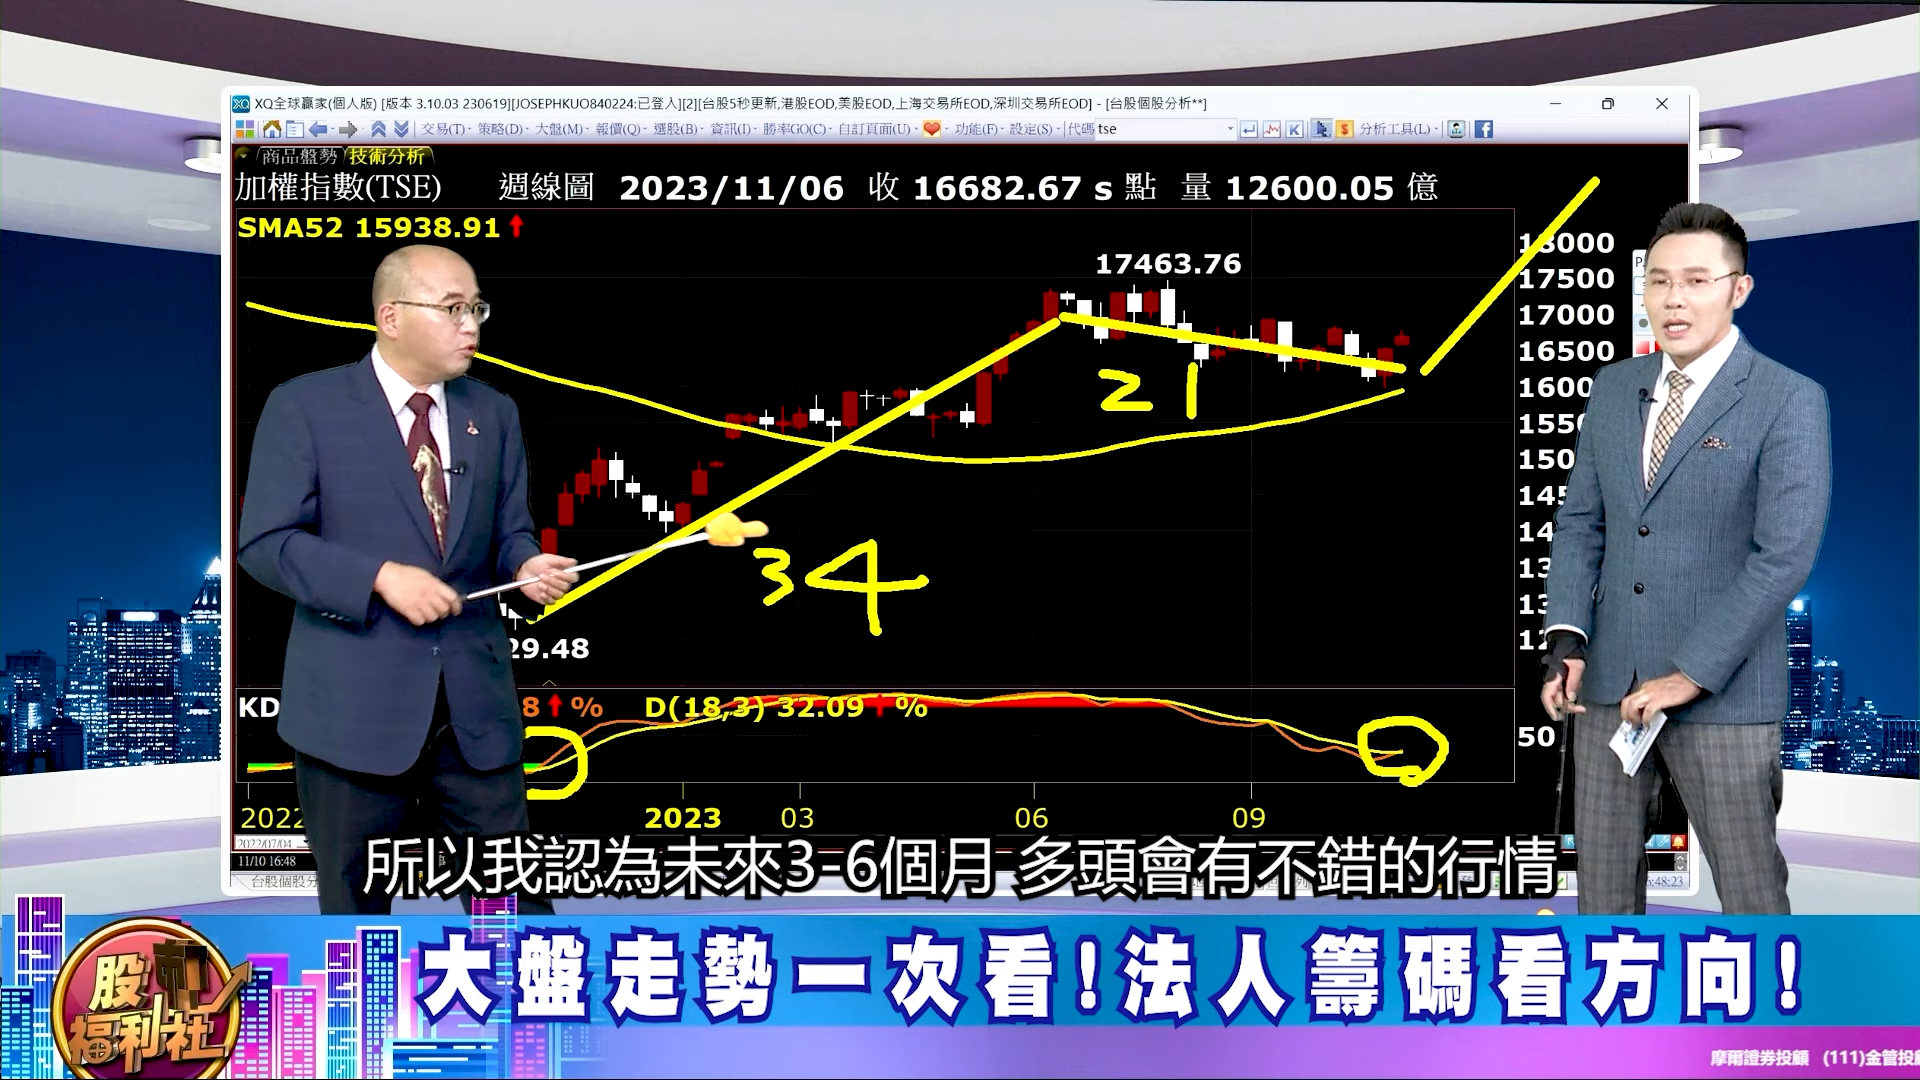 XQ全球贏家(個人版) [版本 3.10.03 230619][JOSEPHKUO840224:已登入][2][台股5秒更新,港股EOD,美股EOD,上海交易所EOD,深圳交易所EOD] - [台股個股分析**]
交易(T) 策略(D) 大盤(M) 報價(Q) 選股(B) 資訊(I) 勝率GO(C) 自訂頁面(U) 功能(F) 設定(S) 代碼 tse 分析工具(L)
商品盤勢 技術分析
加權指數(TSE) 週線圖 2023/11/06 收 16682.67 s 點 量 12600.05 億
SMA52 15938.91
17463.76
18000
17500
17000
16500
21
34
29.48
KD
8 % D(18,3) 32.09 %
50
2022 2023 03 06 09
2022/07/04
11/10 16:48
台股個股分
所以我認為未來3-6個月 多頭會有不錯的行情
大盤走勢一次看!法人籌碼看方向!
股市福利社
摩爾證券投顧 (111)金管投顧